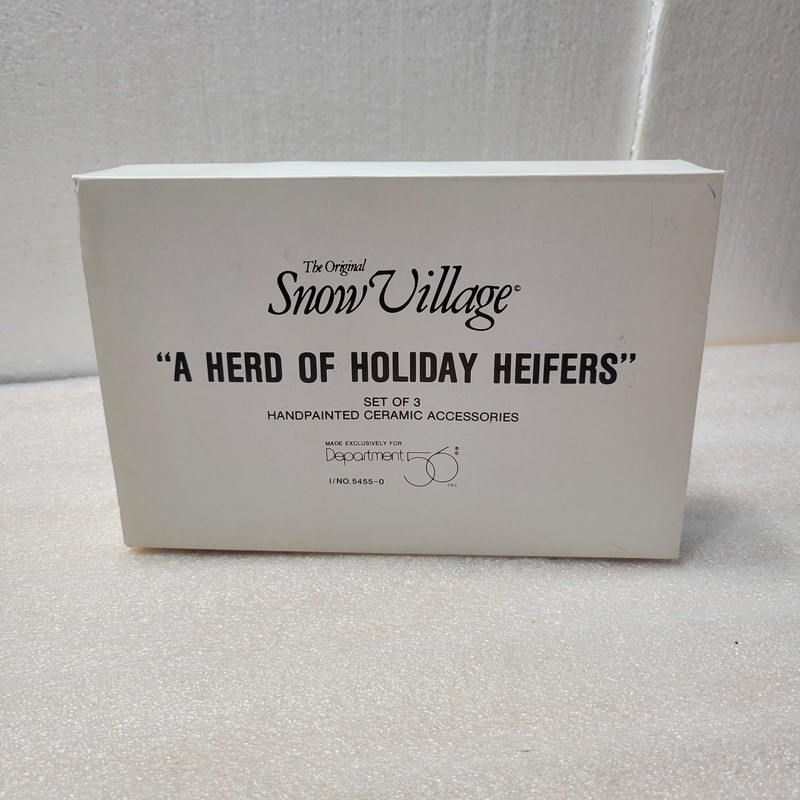 The Original
Snow Village©
“A HERD OF HOLIDAY HEIFERS”
SET OF 3
HANDPAINTED CERAMIC ACCESSORIES
MADE EXCLUSIVELY FOR
Department 56®©
I/NO.5455-0 INC.